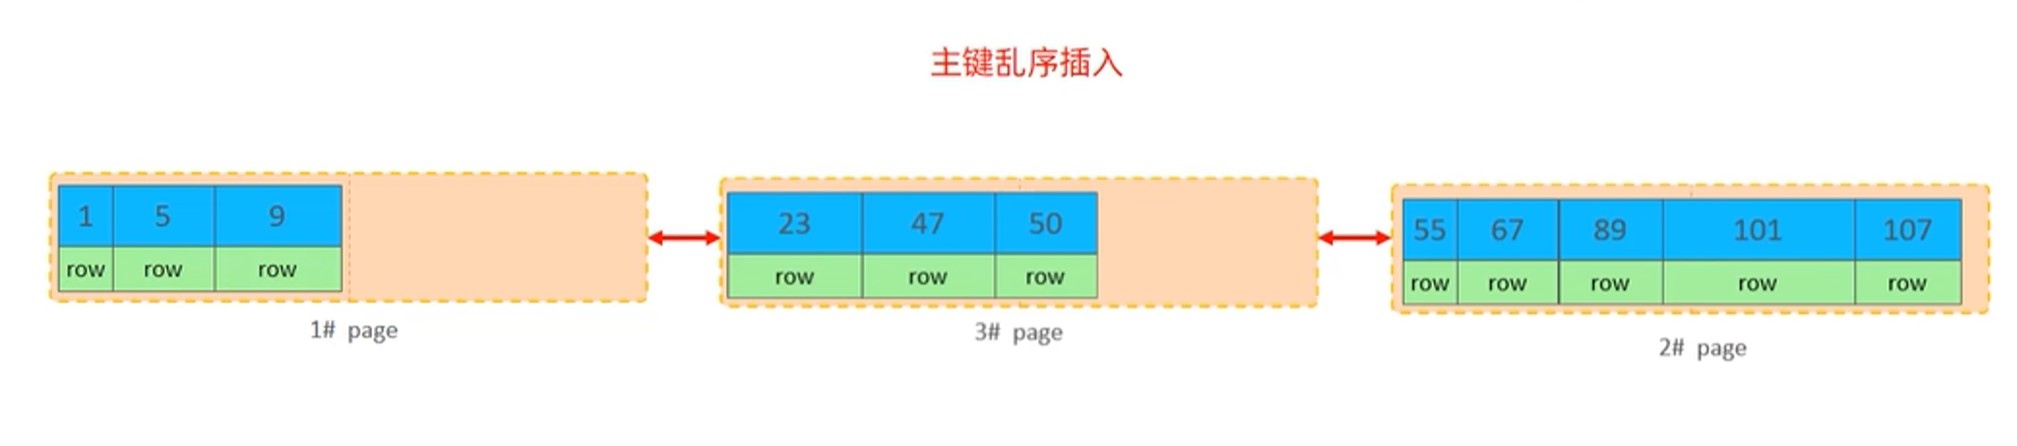 主键乱序插入
1 5 9
row row row
1# page
23 47 50
row row row
3# page
55 67 89 101 107
row row row row row
2# page